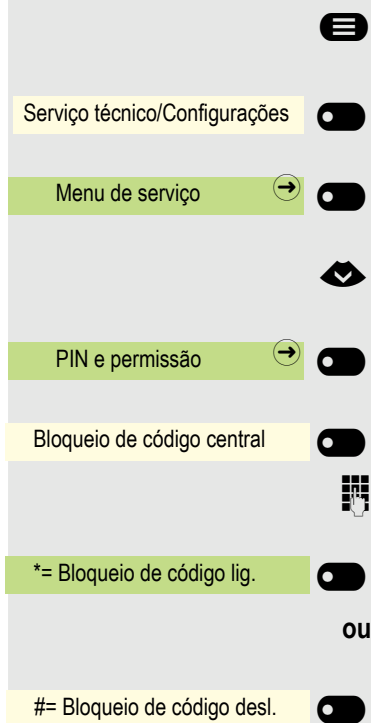 Serviço técnico/Configurações
Menu de serviço
PIN e permissão
Bloqueio de código central
*= Bloqueio de código lig.
ou
#= Bloqueio de código desl.